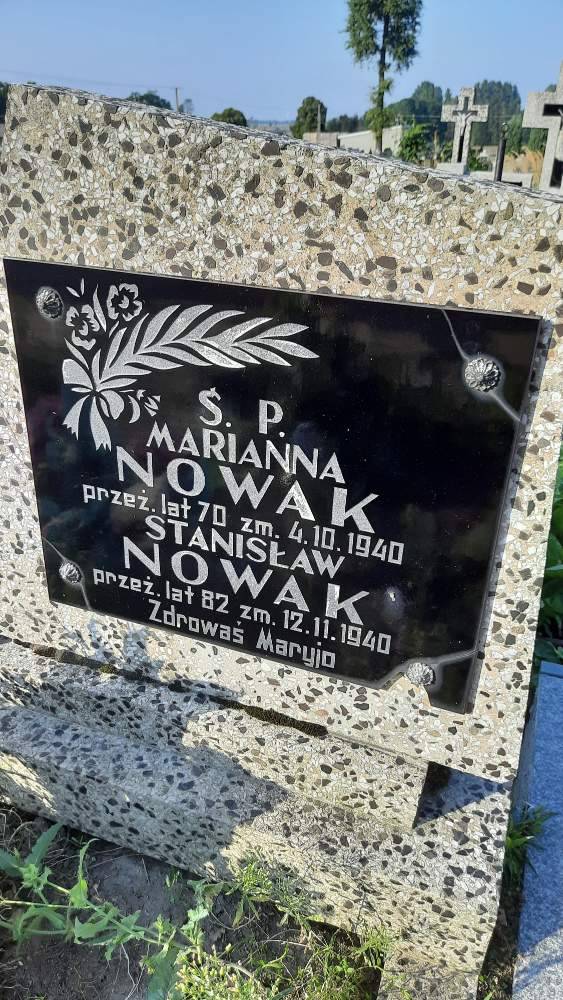 Ś. P.
MARIANNA
NOWAK
przeż. lat 70 zm. 4.10.1940
STANISŁAW
NOWAK
przeż. lat 82 zm. 12.11.1940
Zdrowaś Maryjo